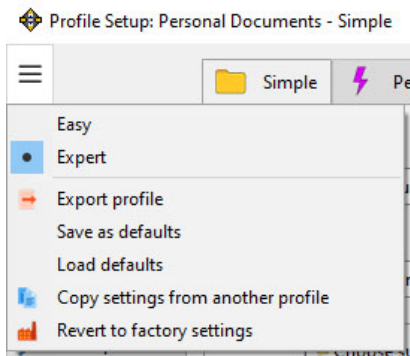 Profile Setup: Personal Documents - Simple
Simple
Easy
Expert
Export profile
Save as defaults
Load defaults
Copy settings from another profile
Revert to factory settings